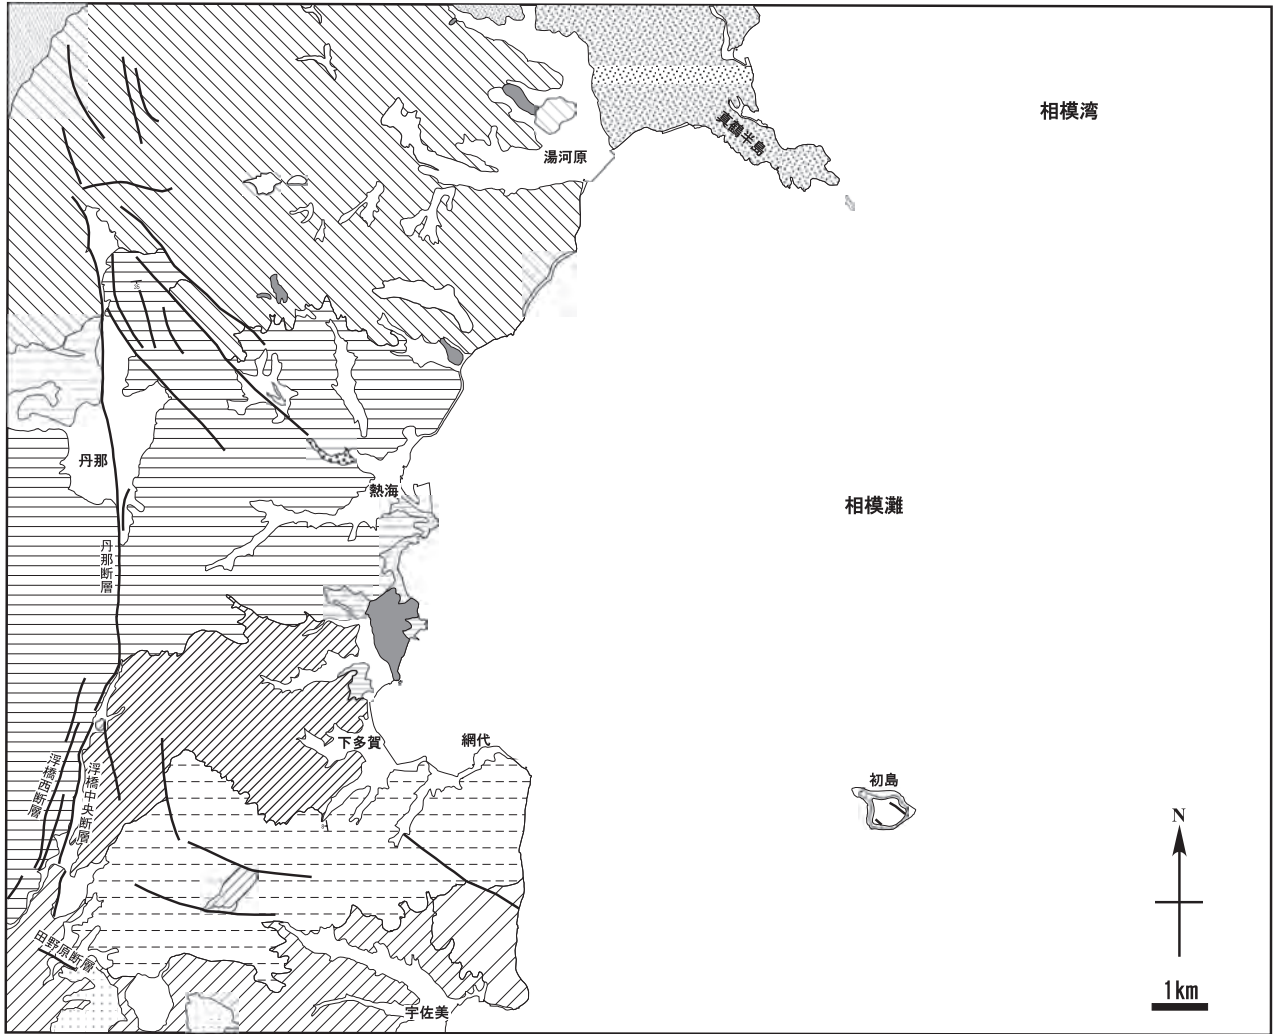 相模湾
真鶴半島
湯河原
丹那
熱海
相模灘
丹那断層
下多賀
網代
浮橋西断層
浮橋中央断層
初島
N
田野原断層
宇佐美
1km